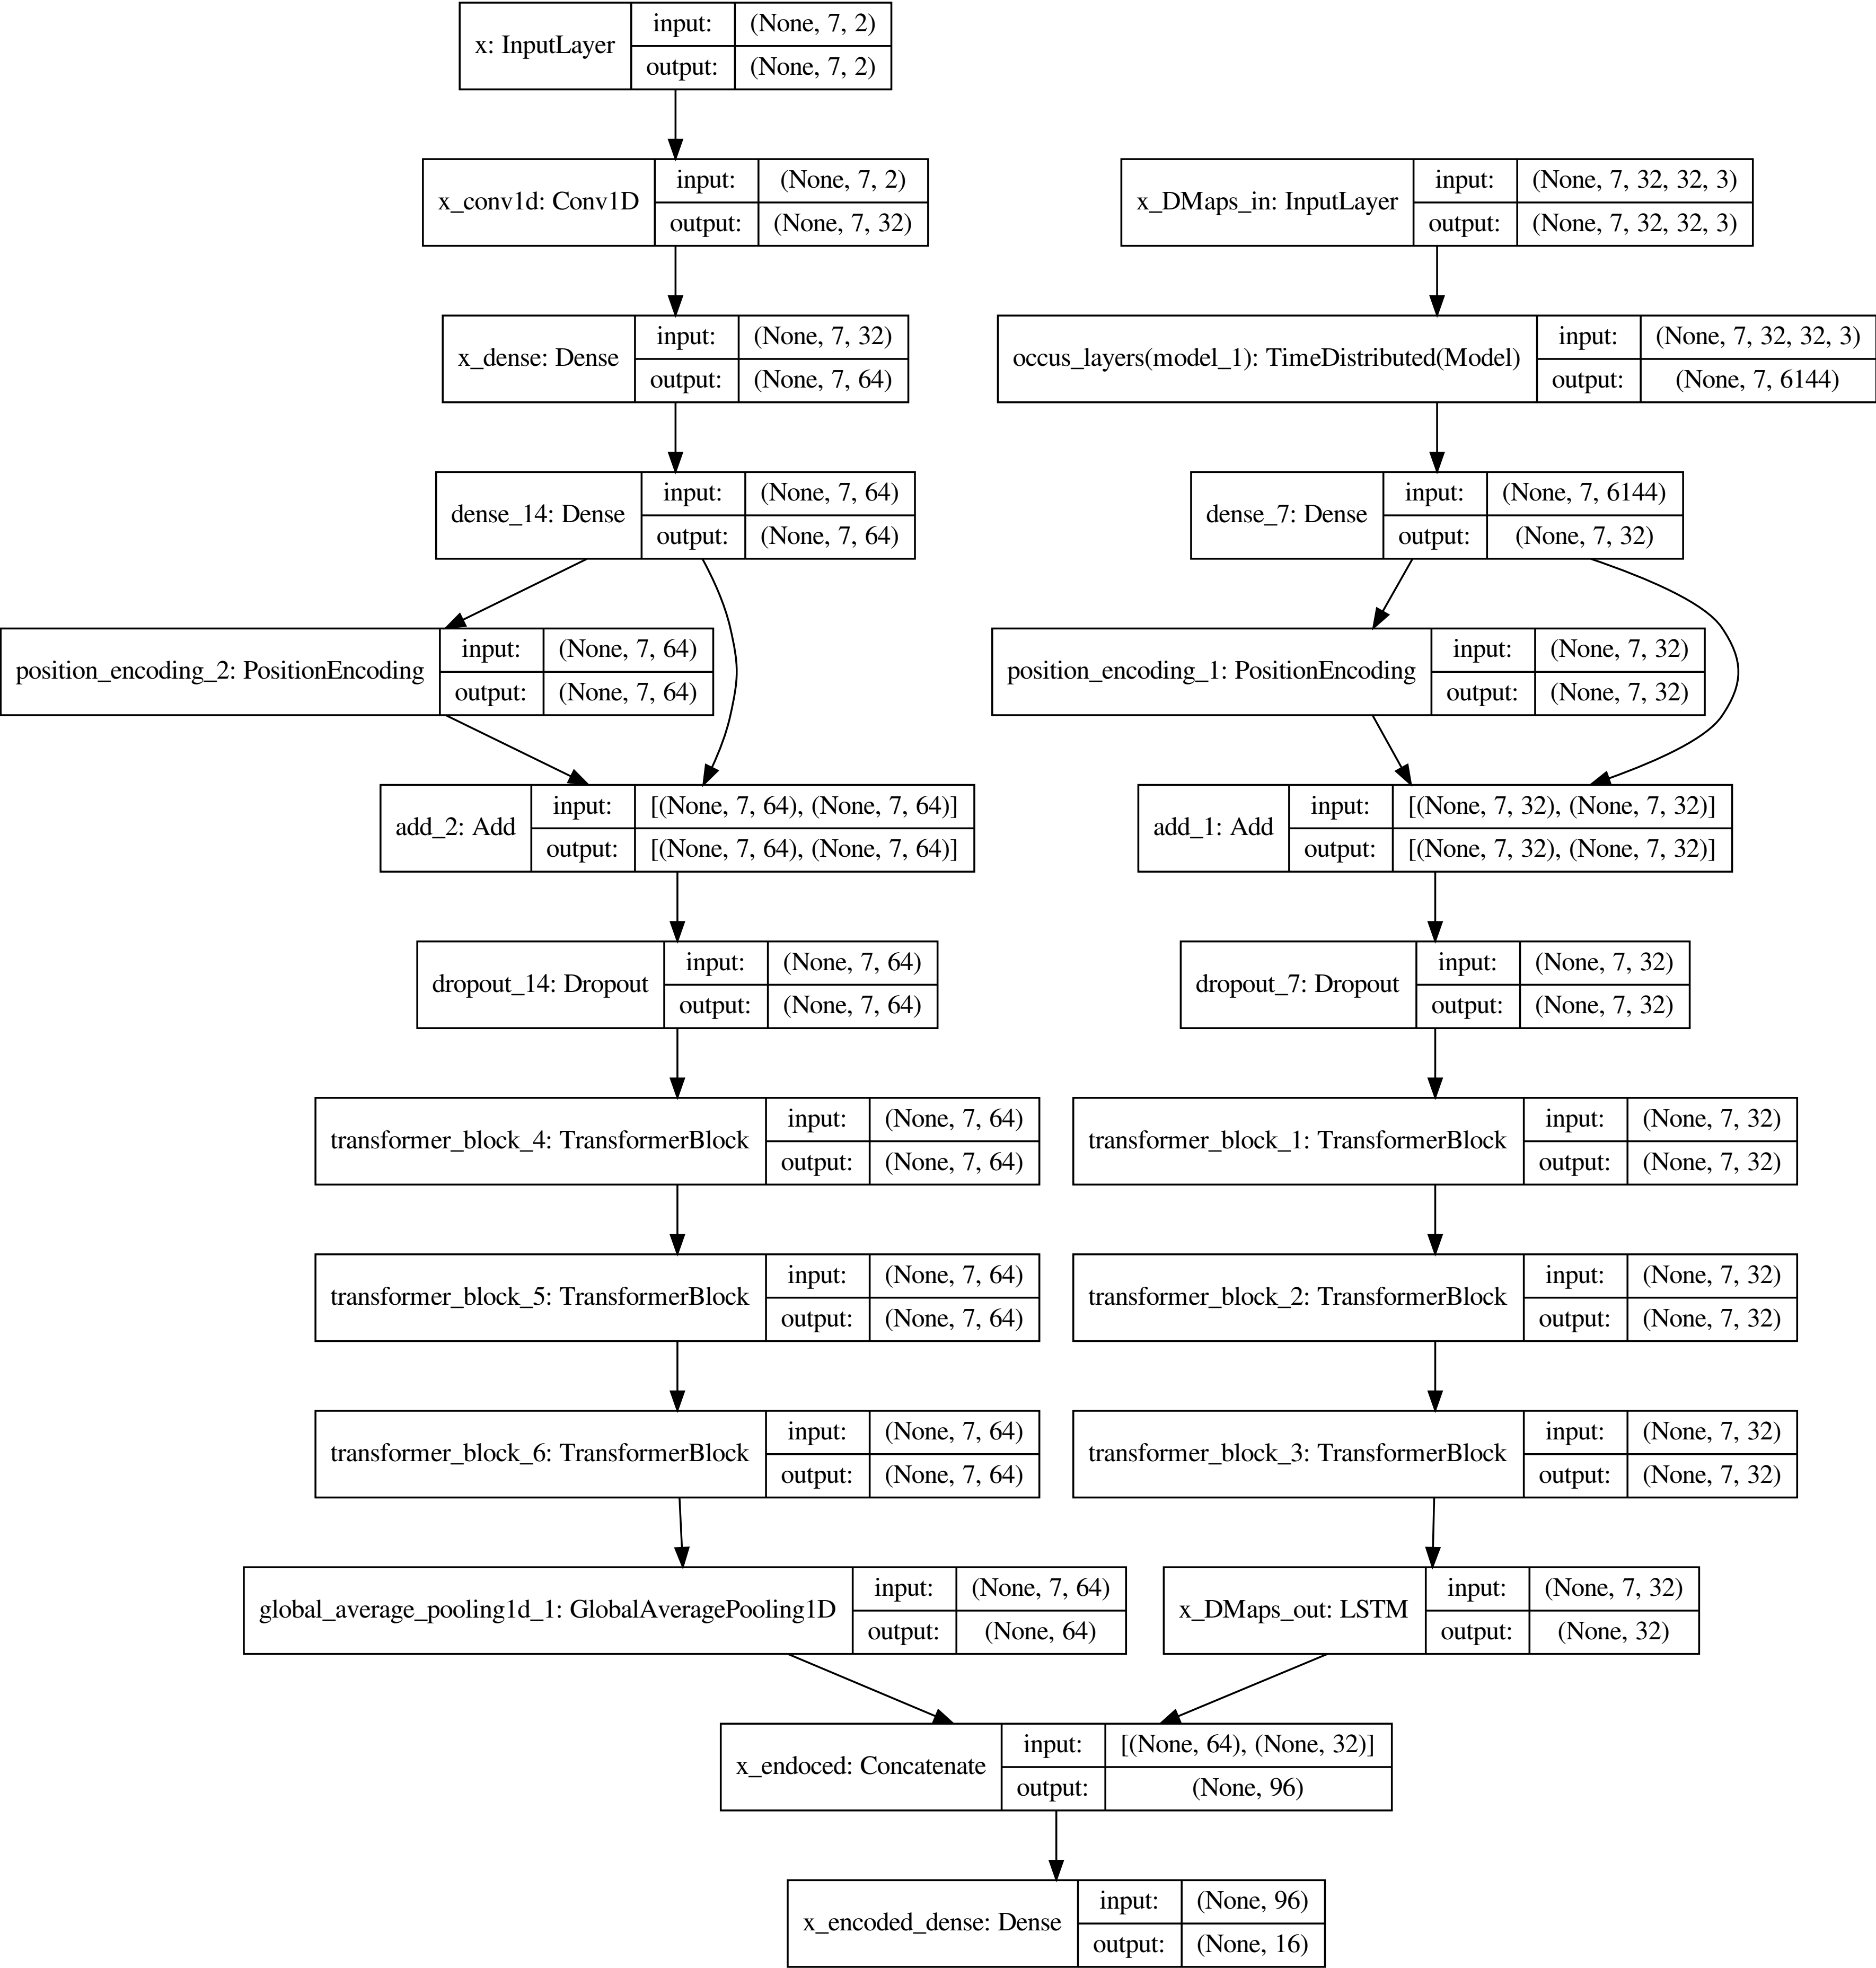 x: InputLayer
input:
(None, 7, 2)
output:
(None, 7, 2)
x_conv1d: Conv1D
input:
(None, 7, 2)
output:
(None, 7, 32)
x_DMaps_in: InputLayer
input:
(None, 7, 32, 32, 3)
output:
(None, 7, 32, 32, 3)
x_dense: Dense
input:
(None, 7, 32)
output:
(None, 7, 64)
occus_layers(model_1): TimeDistributed(Model)
input:
(None, 7, 32, 32, 3)
output:
(None, 7, 6144)
dense_14: Dense
input:
(None, 7, 64)
output:
(None, 7, 64)
dense_7: Dense
input:
(None, 7, 6144)
output:
(None, 7, 32)
position_encoding_2: PositionEncoding
input:
(None, 7, 64)
output:
(None, 7, 64)
position_encoding_1: PositionEncoding
input:
(None, 7, 32)
output:
(None, 7, 32)
add_2: Add
input:
[(None, 7, 64), (None, 7, 64)]
output:
[(None, 7, 64), (None, 7, 64)]
add_1: Add
input:
[(None, 7, 32), (None, 7, 32)]
output:
[(None, 7, 32), (None, 7, 32)]
dropout_14: Dropout
input:
(None, 7, 64)
output:
(None, 7, 64)
dropout_7: Dropout
input:
(None, 7, 32)
output:
(None, 7, 32)
transformer_block_4: TransformerBlock
input:
(None, 7, 64)
output:
(None, 7, 64)
transformer_block_1: TransformerBlock
input:
(None, 7, 32)
output:
(None, 7, 32)
transformer_block_5: TransformerBlock
input:
(None, 7, 64)
output:
(None, 7, 64)
transformer_block_2: TransformerBlock
input:
(None, 7, 32)
output:
(None, 7, 32)
transformer_block_6: TransformerBlock
input:
(None, 7, 64)
output:
(None, 7, 64)
transformer_block_3: TransformerBlock
input:
(None, 7, 32)
output:
(None, 7, 32)
global_average_pooling1d_1: GlobalAveragePooling1D
input:
(None, 7, 64)
output:
(None, 64)
x_DMaps_out: LSTM
input:
(None, 7, 32)
output:
(None, 32)
x_endoced: Concatenate
input:
[(None, 64), (None, 32)]
output:
(None, 96)
x_encoded_dense: Dense
input:
(None, 96)
output:
(None, 16)